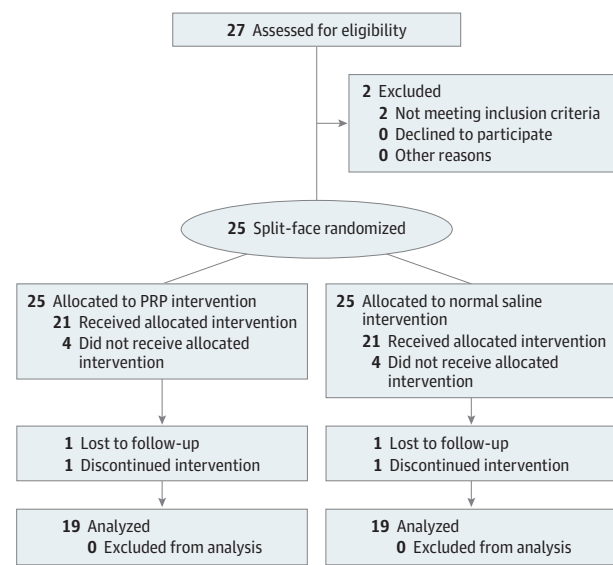 27 Assessed for eligibility
2 Excluded
2 Not meeting inclusion criteria
0 Declined to participate
0 Other reasons
25 Split-face randomized
25 Allocated to PRP intervention
21 Received allocated intervention
4 Did not receive allocated
intervention
25 Allocated to normal saline
intervention
21 Received allocated intervention
4 Did not receive allocated
intervention
1 Lost to follow-up
1 Discontinued intervention
1 Lost to follow-up
1 Discontinued intervention
19 Analyzed
0 Excluded from analysis
19 Analyzed
0 Excluded from analysis